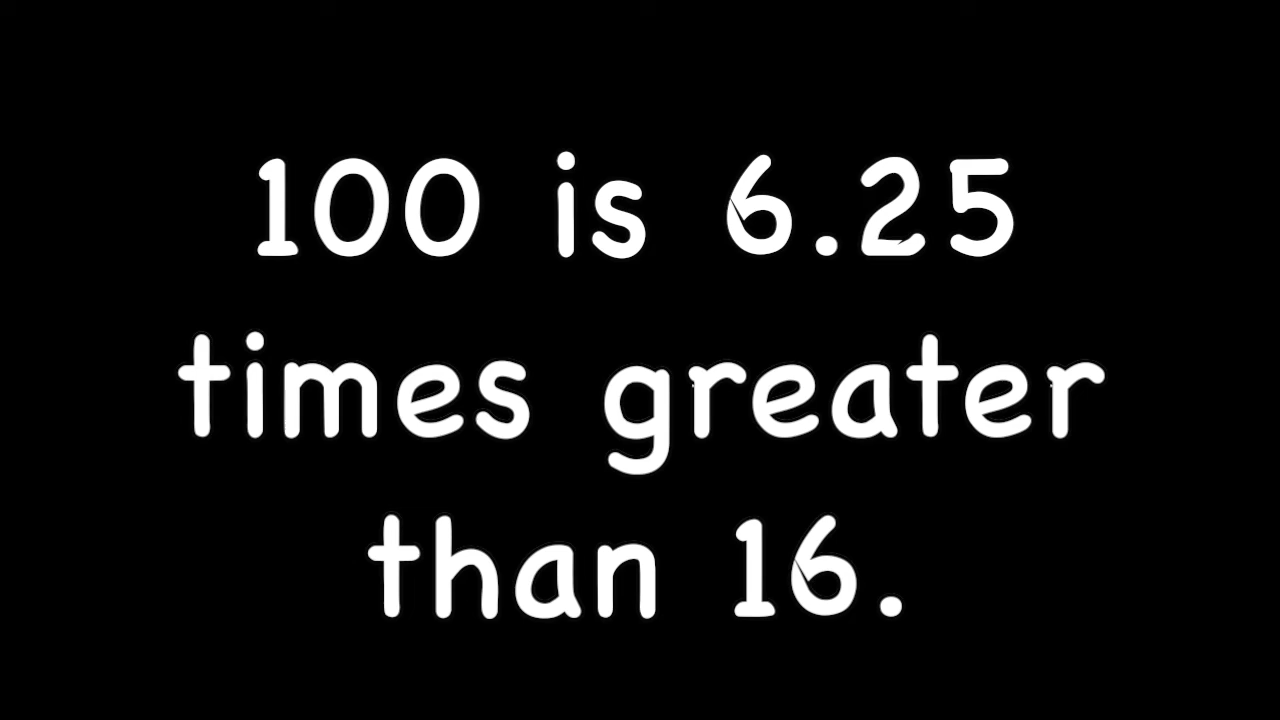 100 is 6.25
times greater
than 16.